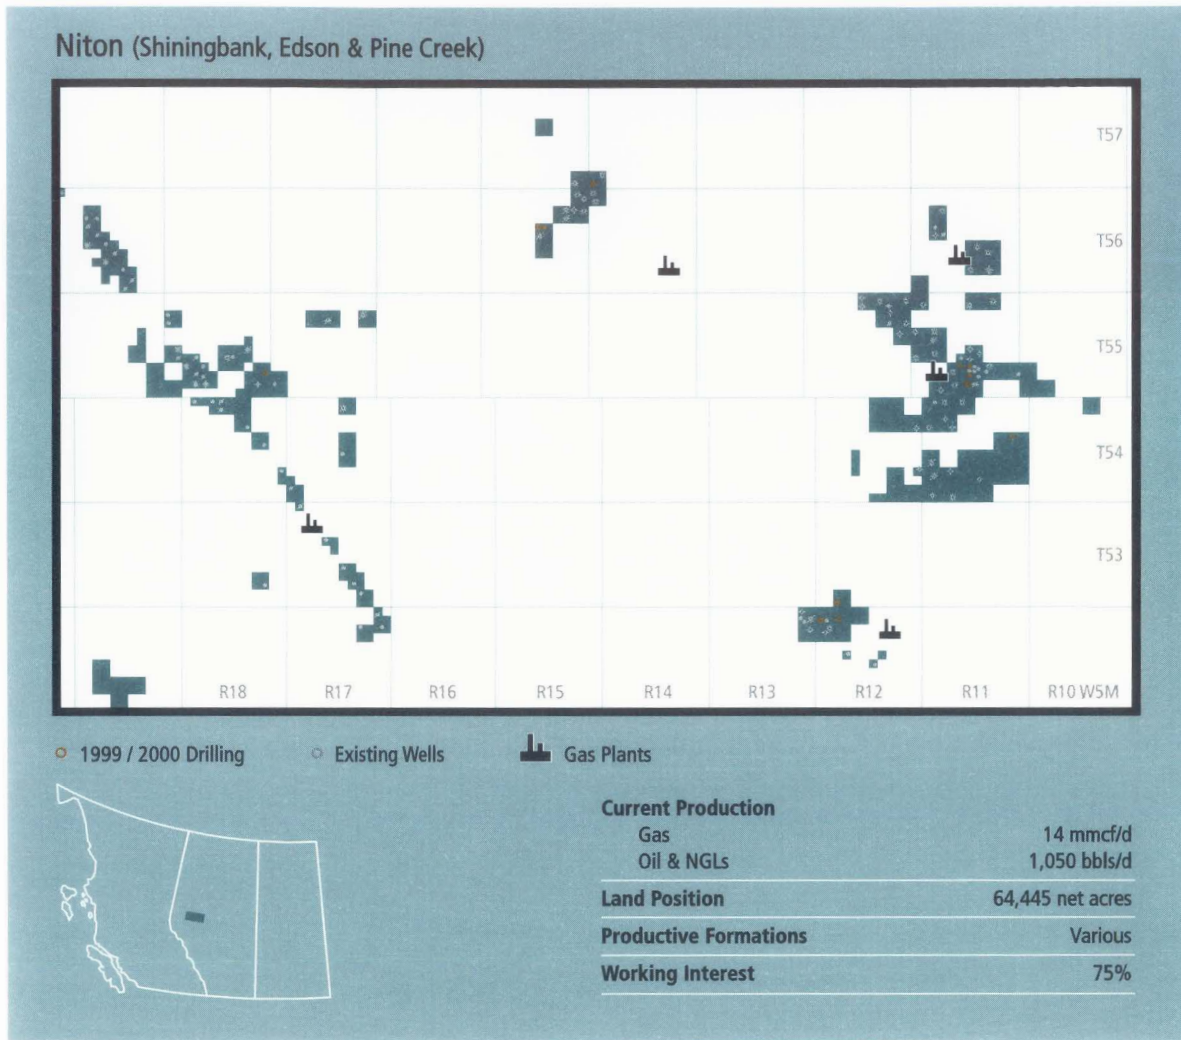 Niton (Shiningbank, Edson & Pine Creek)
T57
T56
T55
T54
T53
R18 R17 R16 R15 R14 R13 R12 R11 R10 W5M
1999 / 2000 Drilling Existing Wells Gas Plants
Current Production
Gas 14 mmcf/d
Oil & NGLs 1,050 bbls/d
Land Position 64,445 net acres
Productive Formations Various
Working Interest 75%